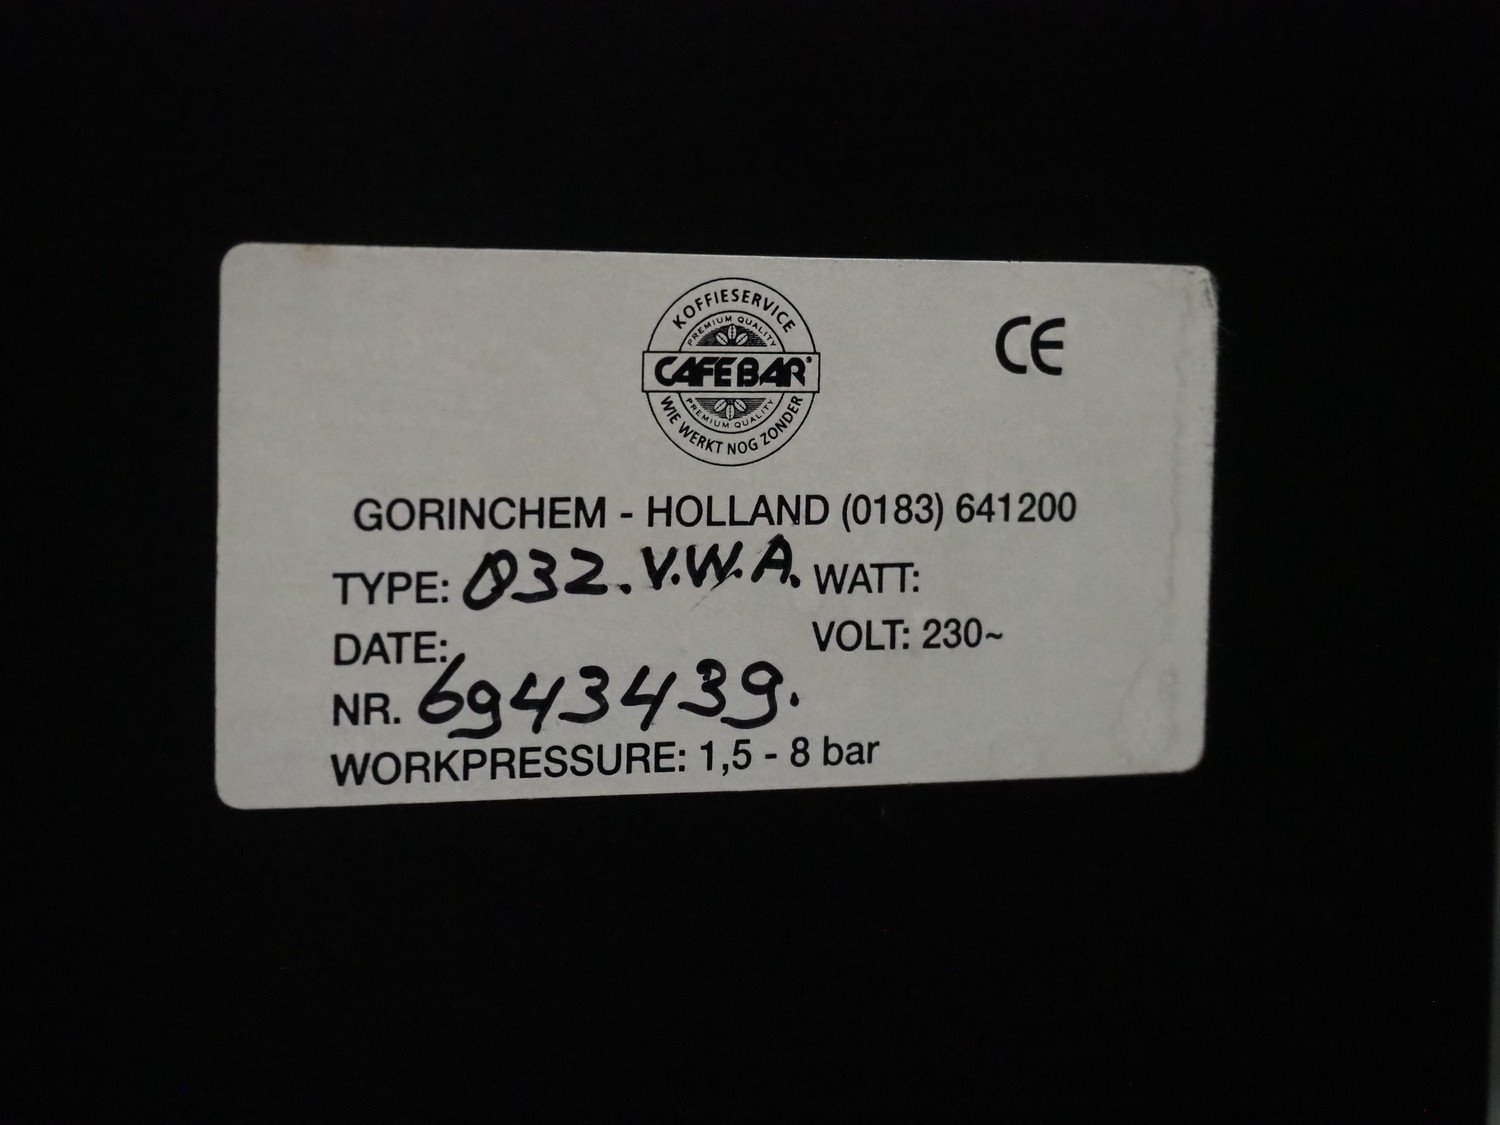 KOFFIESERVICE
PREMIUM QUALITY
CAFEBAR®
PREMIUM QUALITY
WIE WERKT NOG ZONDER
CE
GORINCHEM - HOLLAND (0183) 641200
TYPE: 032. V.W.A. WATT:
DATE: VOLT: 230~
NR. 6943439.
WORKPRESSURE: 1,5 - 8 bar